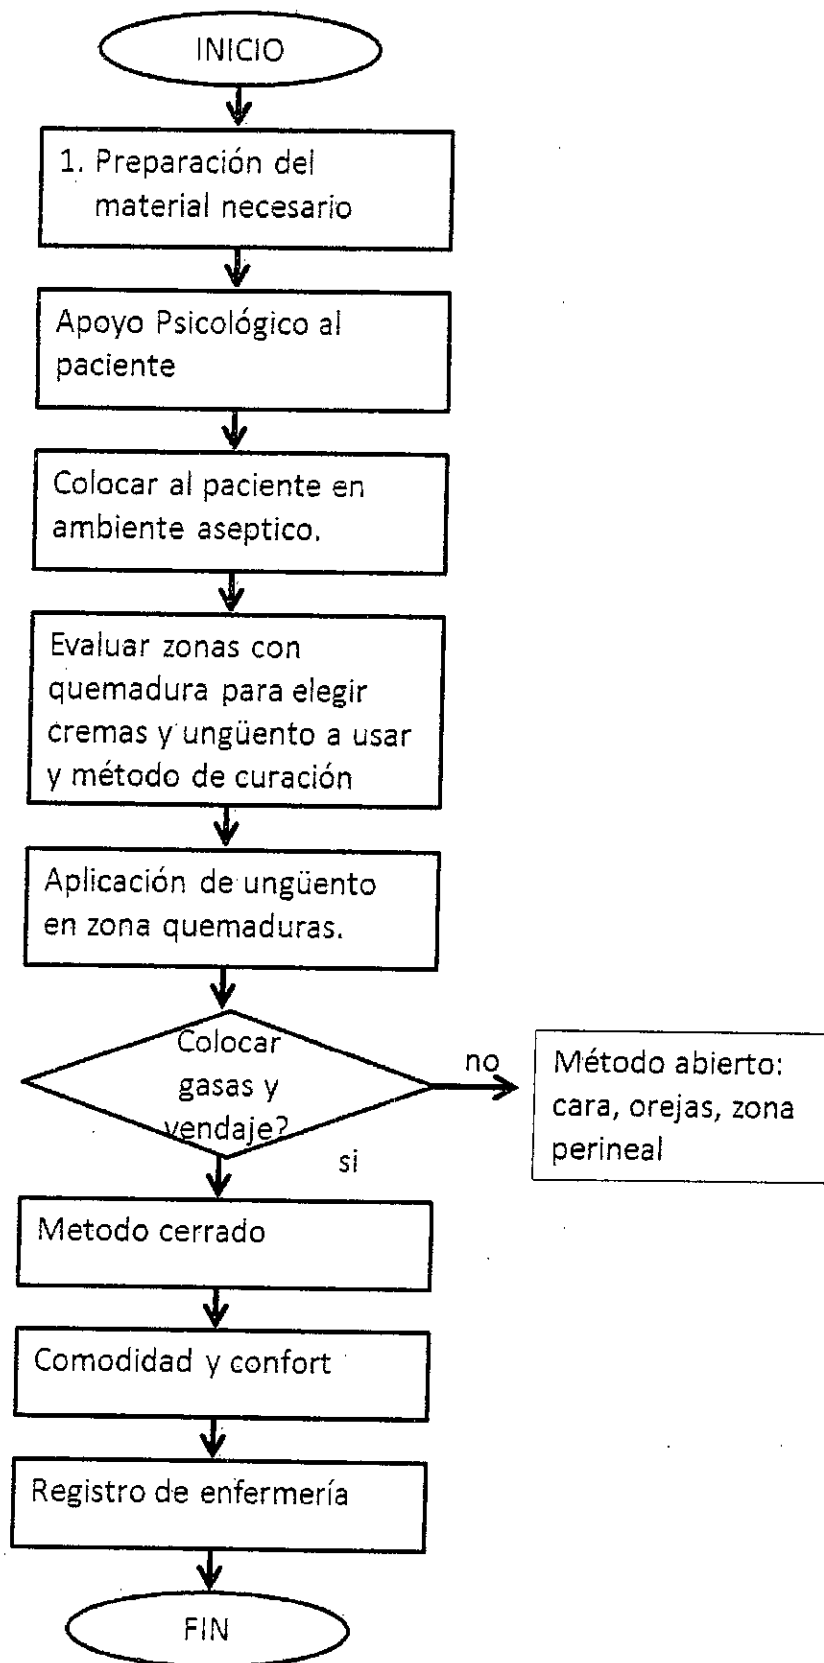 INICIO
1. Preparación del
material necesario
Apoyo Psicológico al
paciente
Colocar al paciente en
ambiente aseptico.
Evaluar zonas con
quemadura para elegir
cremas y ungüento a usar
y método de curación
Aplicación de ungüento
en zona quemaduras.
Colocar
gasas y
vendaje?
no
Método abierto:
cara, orejas, zona
perineal
si
Metodo cerrado
Comodidad y confort
Registro de enfermería
FIN